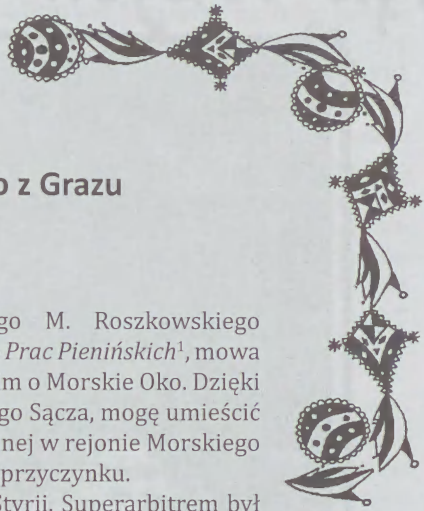 z Grazu
go M. Roszkowskiego
Prac Pienińskich¹, mowa
m o Morskie Oko. Dzięki
go Sącza, mogę umieścić
nej w rejonie Morskiego
przyczynku.
Styrii. Superarbitrem był